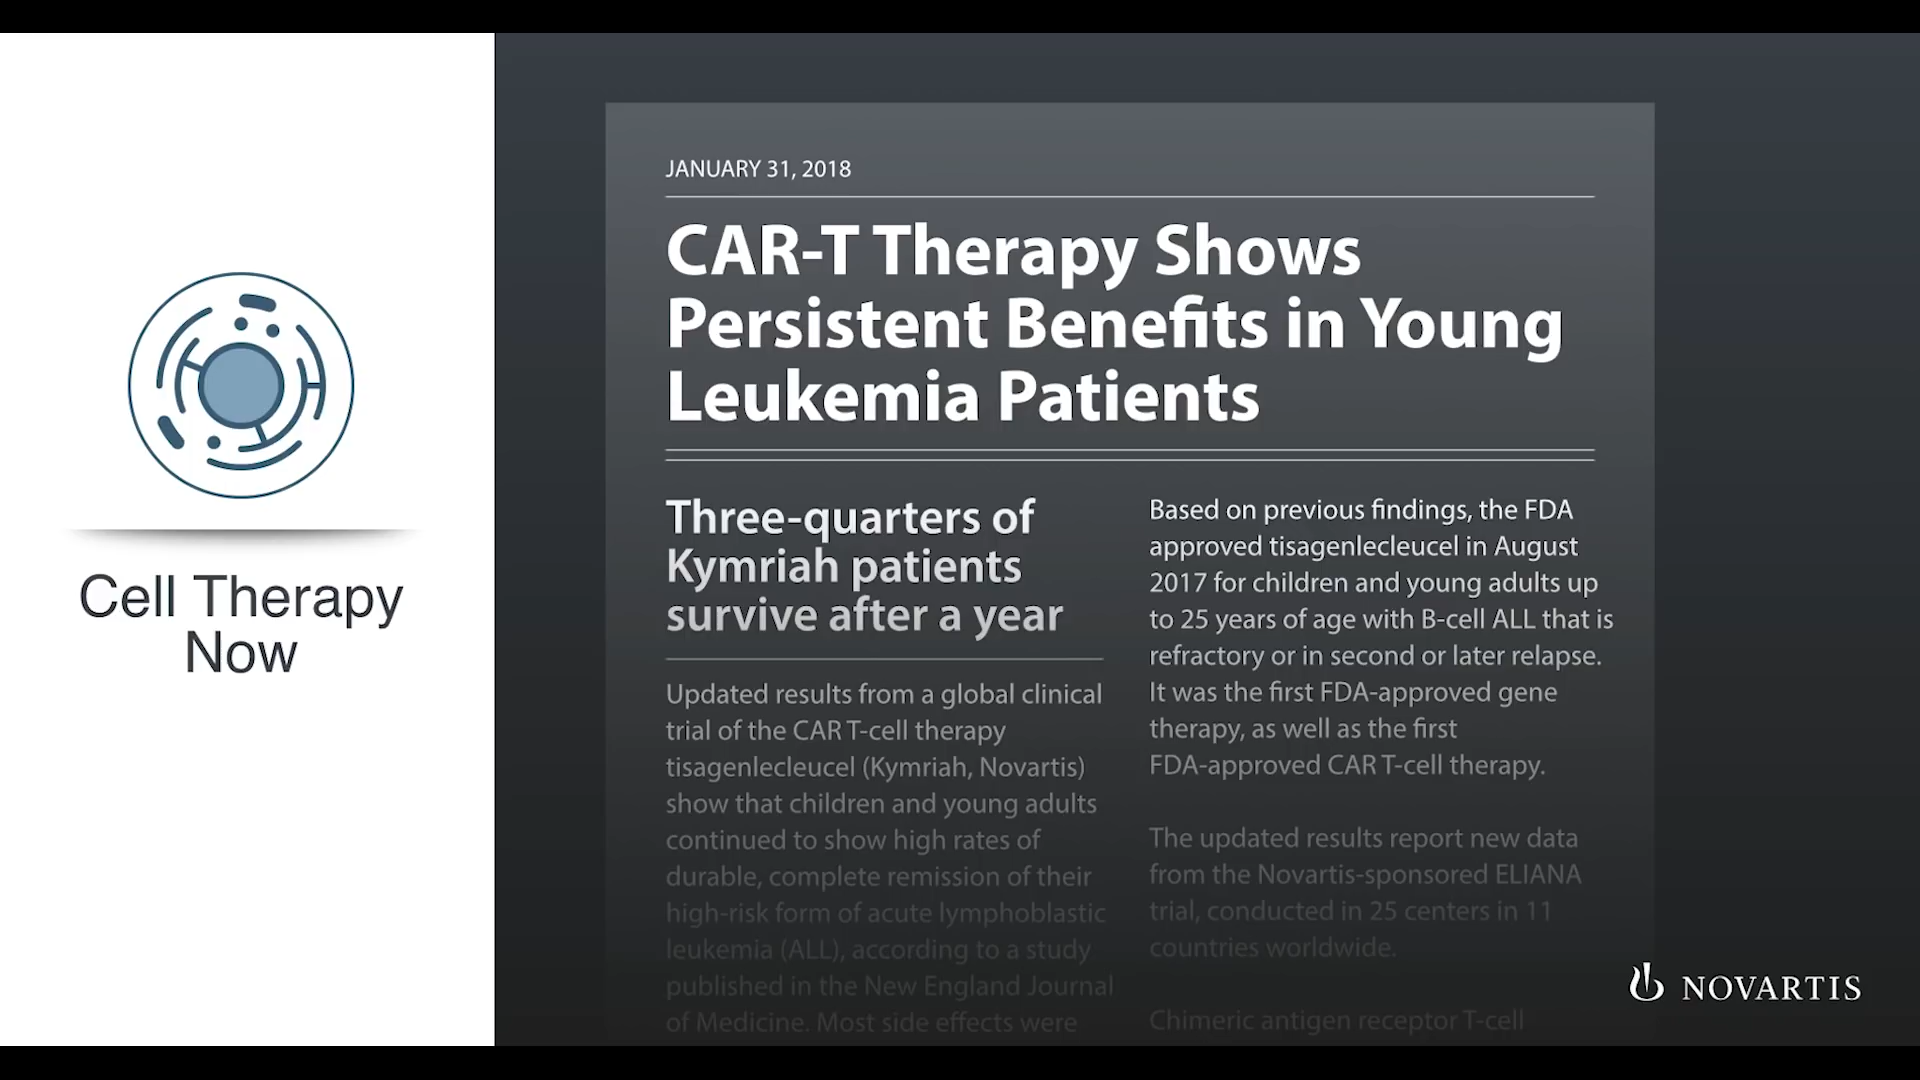 Cell Therapy
Now
JANUARY 31, 2018
CAR-T Therapy Shows
Persistent Benefits in Young
Leukemia Patients
Three-quarters of
Kymriah patients
survive after a year
Updated results from a global clinical
trial of the CAR T-cell therapy
tisagenlecleucel (Kymriah, Novartis)
show that children and young adults
continued to show high rates of
durable, complete remission of their
high-risk form of acute lymphoblastic
leukemia (ALL), according to a study
published in the New England Journal
of Medicine. Most side effects were
Based on previous findings, the FDA
approved tisagenlecleucel in August
2017 for children and young adults up
to 25 years of age with B-cell ALL that is
refractory or in second or later relapse.
It was the first FDA-approved gene
therapy, as well as the first
FDA-approved CAR T-cell therapy.
The updated results report new data
from the Novartis-sponsored ELIANA
trial, conducted in 25 centers in 11
countries worldwide.
Chimeric antigen receptor T-cell
NOVARTIS